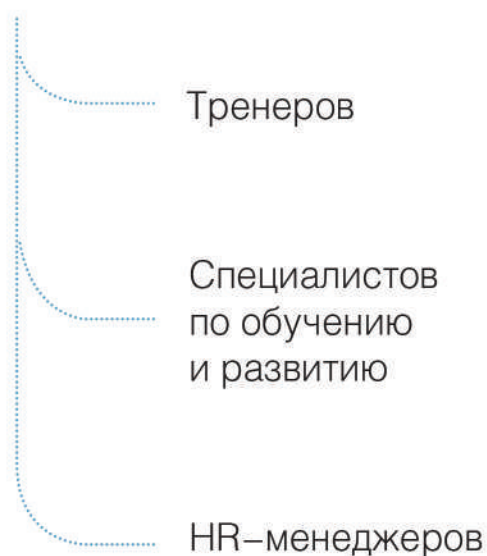 Тренеров
Специалистов
по обучению
и развитию
HR–менеджеров